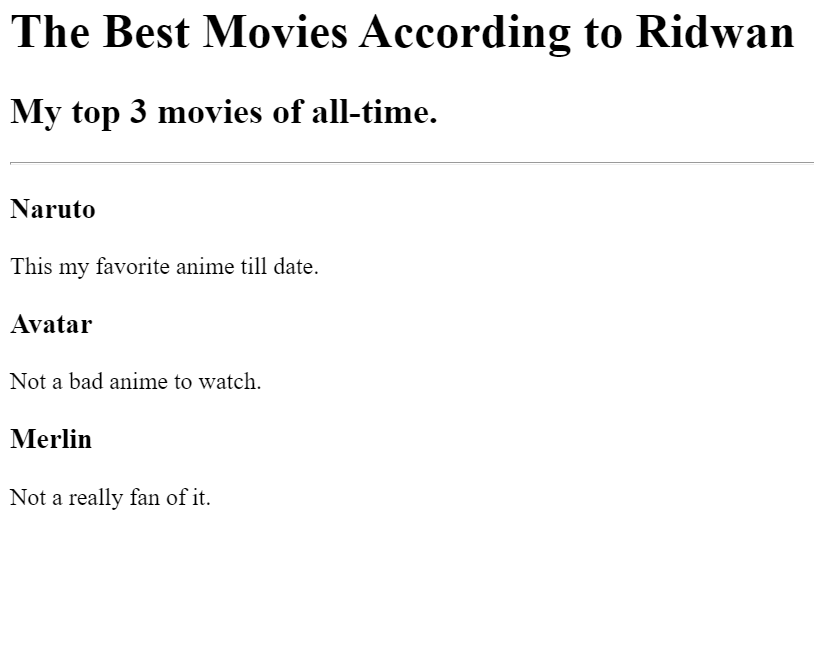 The Best Movies According to Ridwan
My top 3 movies of all-time.
Naruto
This my favorite anime till date.
Avatar
Not a bad anime to watch.
Merlin
Not a really fan of it.